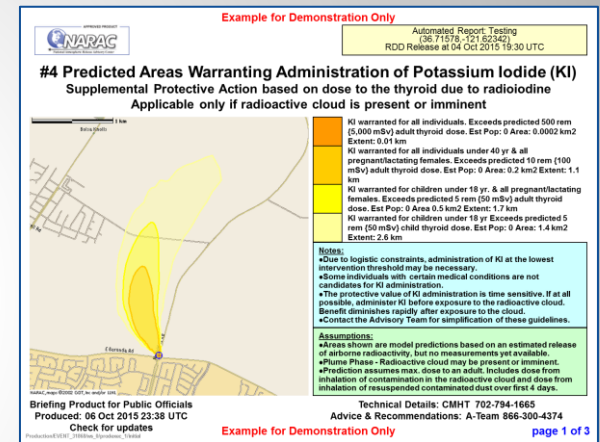 Example for Demonstration Only
NARAC
Automated Report: Testing
(36.71578,-121.62342)
RDD Release at 04 Oct 2015 19:30 UTC
#4 Predicted Areas Warranting Administration of Potassium Iodide (KI)
Supplemental Protective Action based on dose to the thyroid due to radioiodine
Applicable only if radioactive cloud is present or imminent
1 km
KI warranted for all individuals. Exceeds predicted 500 rem
{5,000 mSv} adult thyroid dose. Est Pop: 0 Area: 0.0002 km2
Extent: 0.01 km
KI warranted for all individuals under 40 yr & all
pregnant/lactating females. Exceeds predicted 10 rem {100
mSv} adult thyroid dose. Est Pop: 0 Area: 0.2 km2 Extent: 1.1
km
KI warranted for children under 18 yr. & all pregnant/lactating
females. Exceeds predicted 5 rem {50 mSv} adult thyroid
dose. Est Pop: 0 Area 0.5 km2 Extent: 1.7 km
KI warranted for children under 18 yr Exceeds predicted 5
rem {50 mSv} child thyroid dose. Est Pop: 0 Area: 1.4 km2
Extent: 2.6 km
Notes:
●Due to logistic constraints, administration of KI at the lowest
intervention threshold may be necessary.
●Some individuals with certain medical conditions are not
candidates for KI administration.
●The protective value of KI administration is time sensitive. If at all
possible, administer KI before exposure to the radioactive cloud.
Benefit diminishes rapidly after exposure to the cloud.
●Contact the Advisory Team for simplification of these guidelines.
Assumptions:
●Areas shown are model predictions based on an estimated release
of airborne radioactivity, but no measurements yet available.
●Plume Phase - Radioactive cloud may be present or imminent.
●Prediction assumes max. dose to an adult. Includes dose from
inhalation of contamination in the radioactive cloud and dose from
inhalation of resuspended contaminated dust over first 4 days.
Briefing Product for Public Officials
Produced: 06 Oct 2015 23:38 UTC
Check for updates
Technical Details: CMHT 702-794-1665
Advice & Recommendations: A-Team 866-300-4374
Example for Demonstration Only
page 1 of 3